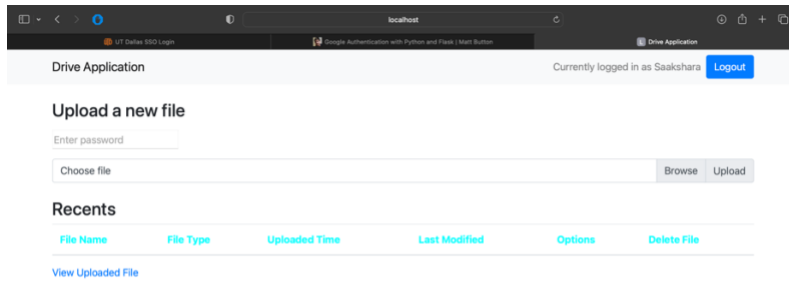 localhost
UT Dallas SSO Login
Google Authentication with Python and Flask | Matt Button
L Drive Application
Drive Application
Currently logged in as Saakshara
Logout
Upload a new file
Enter password
Choose file
Browse
Upload
Recents
File Name File Type Uploaded Time Last Modified Options Delete File
View Uploaded File